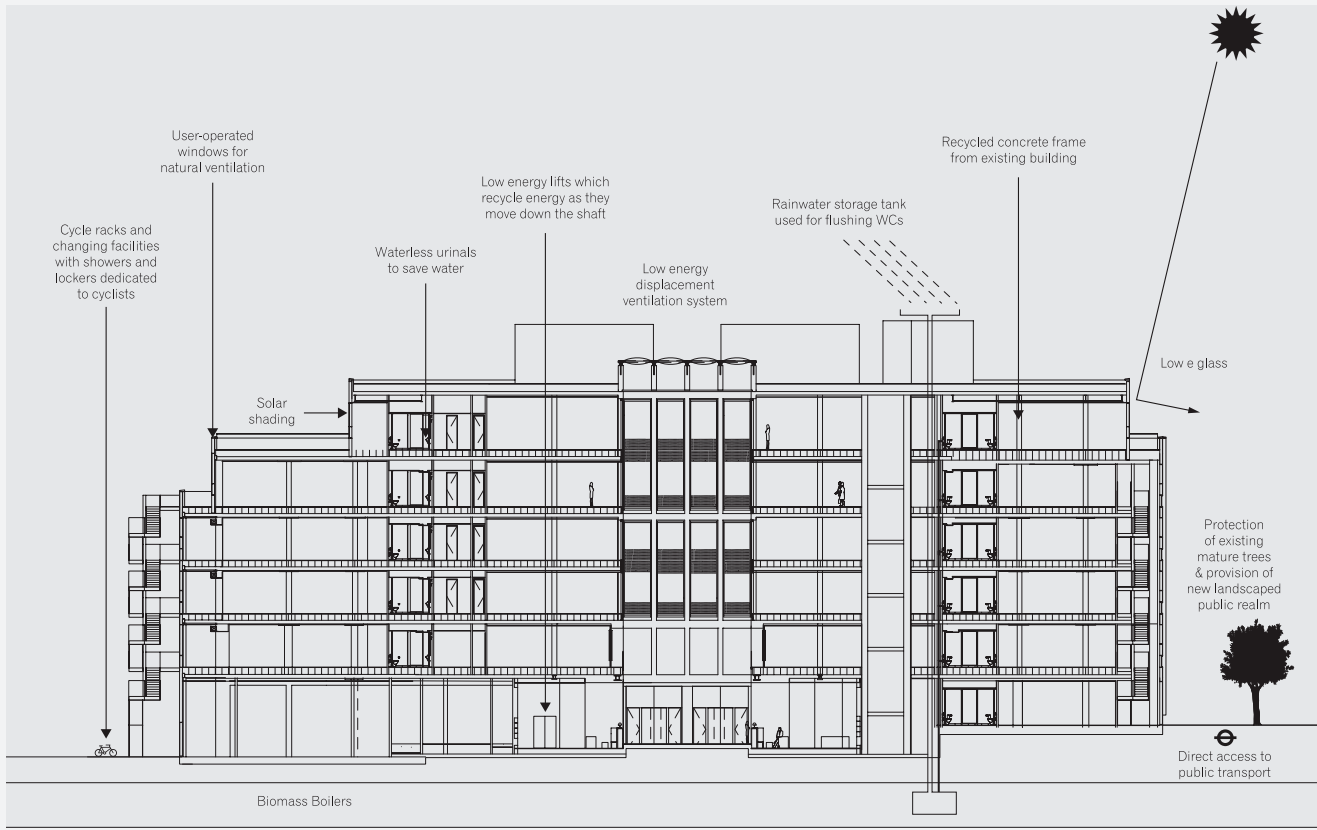 User-operated
windows for
natural ventilation
Recycled concrete frame
from existing building
Low energy lifts which
recycle energy as they
move down the shaft
Rainwater storage tank
used for flushing WCs
Cycle racks and
changing facilities
with showers and
lockers dedicated
to cyclists
Waterless urinals
to save water
Low energy
displacement
ventilation system
Low e glass
Solar
shading
Protection
of existing
mature trees
& provision of
new landscaped
public realm
Direct access to
public transport
Biomass Boilers